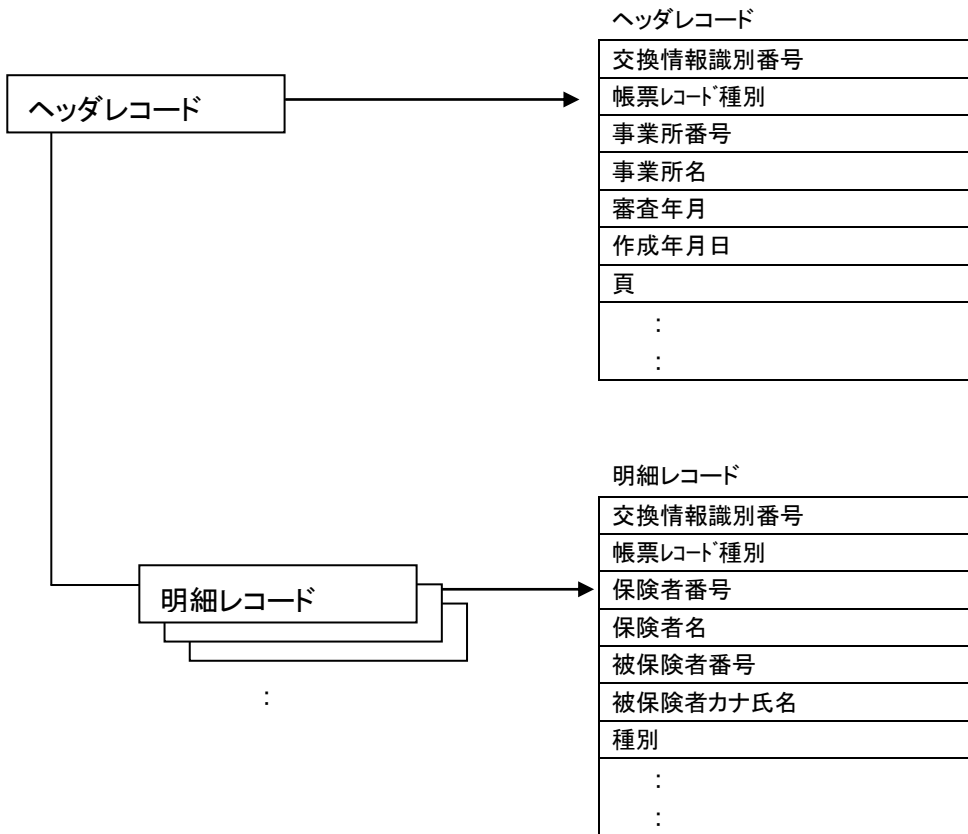 ヘッダレコード
ヘッダレコード
交換情報識別番号
帳票ﾚｺｰﾄﾞ種別
事業所番号
事業所名
審査年月
作成年月日
頁
:
:
明細レコード
明細レコード
交換情報識別番号
帳票ﾚｺｰﾄﾞ種別
保険者番号
保険者名
被保険者番号
被保険者カナ氏名
種別
:
:
: